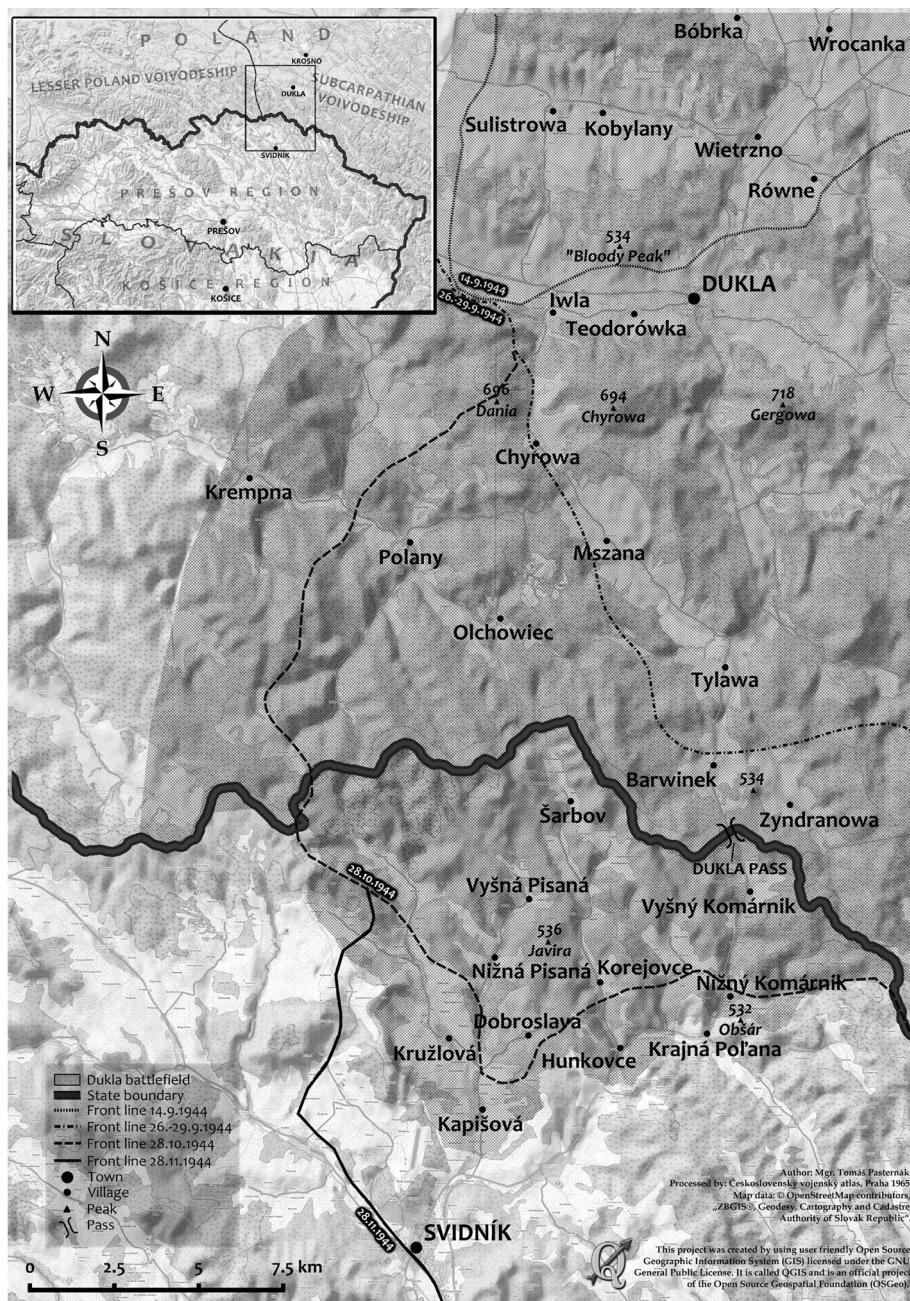 P O L A N D
KROSNO
LESSER POLAND VOIVODESHIP
SUBCARPATHIAN
VOIVODESHIP
DUKLA
SVIDNÍK
PREŠOV REGION
PREŠOV
S L O V A K I A
KOŠICE REGION
KOŠICE
Bóbrka
Wrocanka
Sulistrowa
Kobylany
Wietrzno
Równe
534
"Bloody Peak"
14.9.1944
26.-29.9.1944
DUKLA
Iwla
Teodorówka
N
W
E
S
696
Dania
694
Chyrowa
718
Gergowa
Chyrowa
Krempna
Polany
Mszana
Olchowiec
Tylawa
Barwinek
534
Šarbov
Zyndranowa
DUKLA PASS
28.10.1944
Vyšná Pisaná
Vyšný Komárnik
536
Javira
Nižná Pisaná
Korejovce
Nižný Komárnik
532
Obšár
Dobroslava
Kružlová
Hunkovce
Krajná Poľana
Kapišová
Dukla battlefield
State boundary
Front line 14.9.1944
Front line 26.-29.9.1944
Front line 28.10.1944
Front line 28.11.1944
Town
Village
Peak
Pass
28.11.1944
SVIDNÍK
0 2.5 5 7.5 km
Author: Mgr. Tomáš Pasternák
Processed by: Československý vojenský atlas, Praha 1965
Map data: © OpenStreetMap contributors,
„ZBGIS®, Geodesy, Cartography and Cadastre
Authority of Slovak Republic“
This project was created by using user friendly Open Source
Geographic Information System (GIS) licensed under the GNU
General Public License. It is called QGIS and is an official project
of the Open Source Geospatial Foundation (OSGeo).